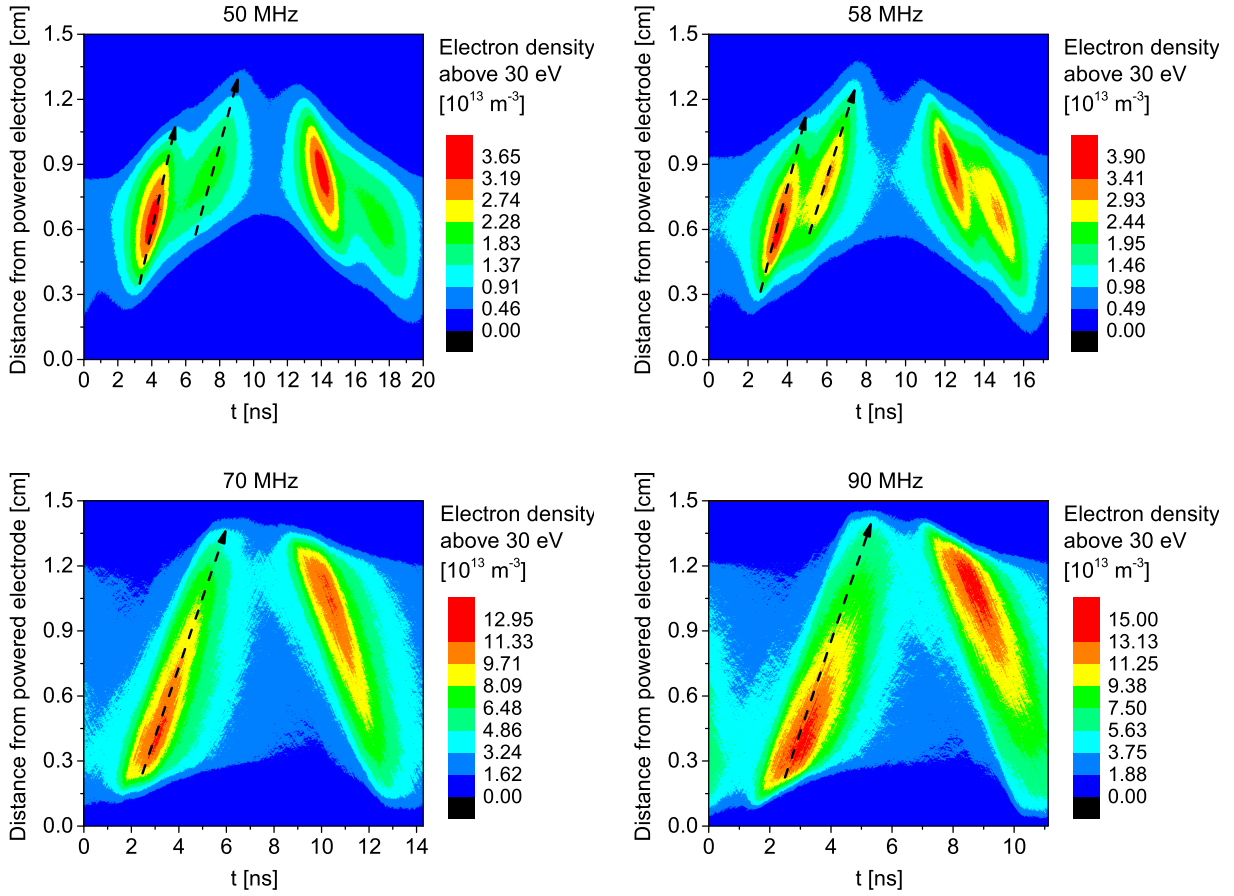 50 MHz
Distance from powered electrode [cm]
1.5
1.2
0.9
0.6
0.3
0.0
0 2 4 6 8 10 12 14 16 18 20
t [ns]
Electron density
above 30 eV
[10¹³ m⁻³]
3.65
3.19
2.74
2.28
1.83
1.37
0.91
0.46
0.00
58 MHz
Distance from powered electrode [cm]
1.5
1.2
0.9
0.6
0.3
0.0
0 2 4 6 8 10 12 14 16
t [ns]
Electron density
above 30 eV
[10¹³ m⁻³]
3.90
3.41
2.93
2.44
1.95
1.46
0.98
0.49
0.00
70 MHz
Distance from powered electrode [cm]
1.5
1.2
0.9
0.6
0.3
0.0
0 2 4 6 8 10 12 14
t [ns]
Electron density
above 30 eV
[10¹³ m⁻³]
12.95
11.33
9.71
8.09
6.48
4.86
3.24
1.62
0.00
90 MHz
Distance from powered electrode [cm]
1.5
1.2
0.9
0.6
0.3
0.0
0 2 4 6 8 10
t [ns]
Electron density
above 30 eV
[10¹³ m⁻³]
15.00
13.13
11.25
9.38
7.50
5.63
3.75
1.88
0.00